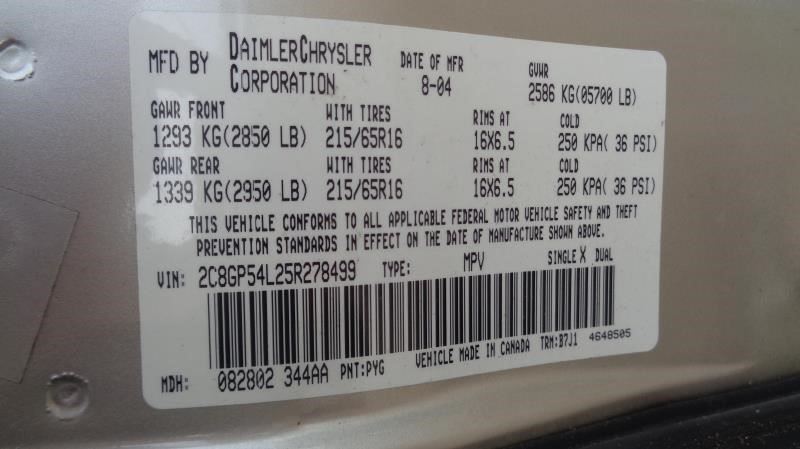 MFD BY DAIMLERCHRYSLER CORPORATION DATE OF MFR 8-04 GVWR 2586 KG(05700 LB)
GAWR FRONT WITH TIRES RIMS AT COLD
1293 KG(2850 LB) 215/65R16 16X6.5 250 KPA( 36 PSI)
GAWR REAR WITH TIRES RIMS AT COLD
1339 KG(2950 LB) 215/65R16 16X6.5 250 KPA( 36 PSI)
THIS VEHICLE CONFORMS TO ALL APPLICABLE FEDERAL MOTOR VEHICLE SAFETY AND THEFT
PREVENTION STANDARDS IN EFFECT ON THE DATE OF MANUFACTURE SHOWN ABOVE.
VIN: 2C8GP54L25R278499 TYPE: MPV SINGLE X DUAL
MDH: 082802 344AA PNT:PYG VEHICLE MADE IN CANADA TRM:B7J1 4648505